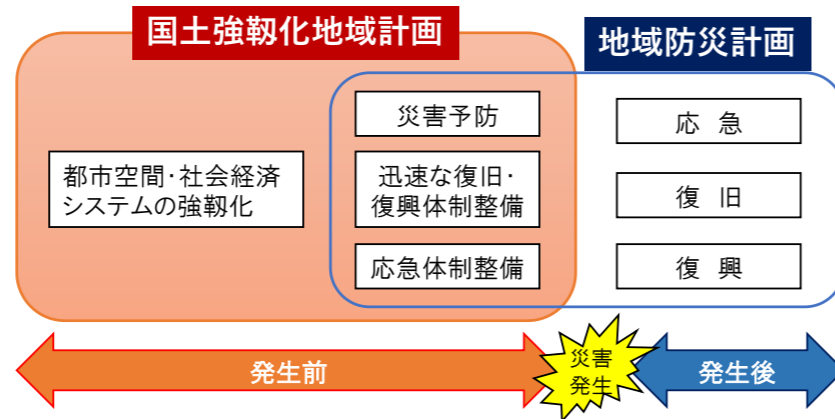 国土強靱化地域計画
地域防災計画
都市空間・社会経済
システムの強靱化
災害予防
迅速な復旧・
復興体制整備
応急体制整備
応 急
復 旧
復 興
発生前
災害
発生
発生後